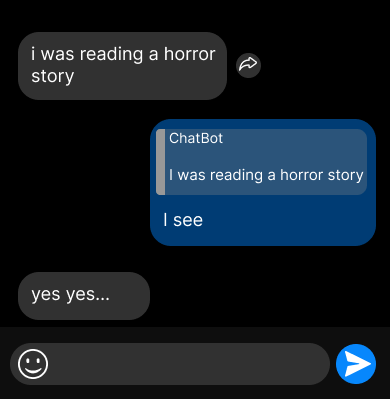 i was reading a horror
story
ChatBot
I was reading a horror story
I see
yes yes...